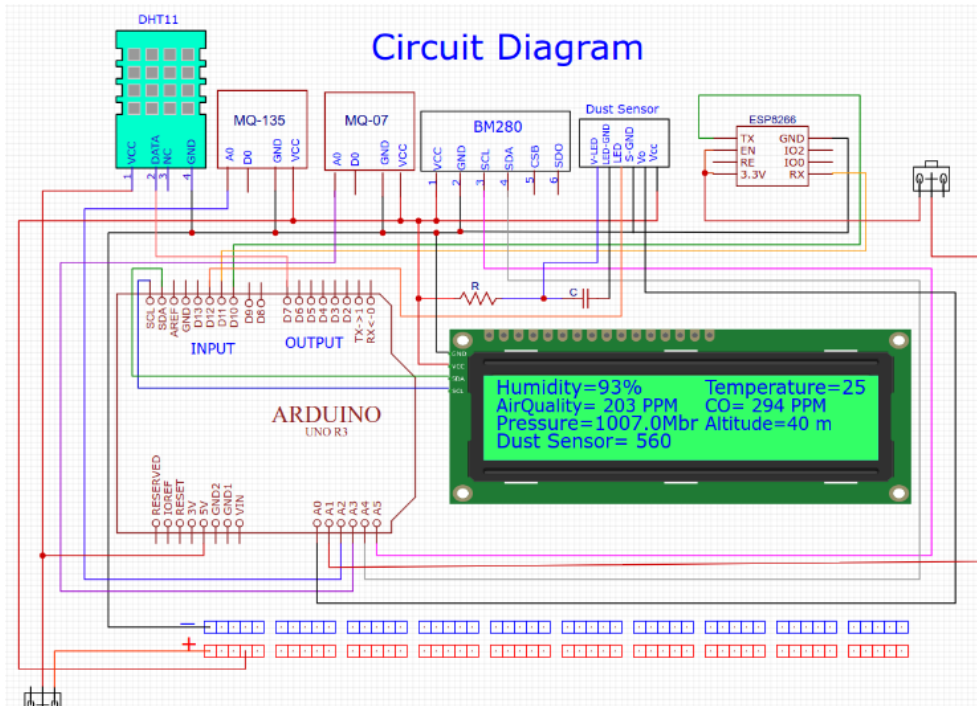 DHT11
Circuit Diagram
VCC DATA NC GND
1 2 3 4
MQ-135
A0 D0 GND VCC
MQ-07
A0 D0 GND VCC
BM280
VCC GND SCL SDA CSB SDO
1 2 3 4 5 6
Dust Sensor
V-LED LED-GND LED S-GND Vo Vcc
ESP8266
TX GND
EN IO2
RE IO0
3.3V RX
R C
SCL SDA AREF GND D13 D12 D11 D10 D9 D8 D7 D6 D5 D4 D3 D2 TX->1 RX<-0
INPUT OUTPUT
ARDUINO
UNO R3
RESERVED IOREF RESET 3V 5V GND2 GND1 VIN A0 A1 A2 A3 A4 A5
GND
VCC
SDA
SCL
Humidity=93% Temperature=25
AirQuality= 203 PPM CO= 294 PPM
Pressure=1007.0Mbr Altitude=40 m
Dust Sensor= 560
−
+